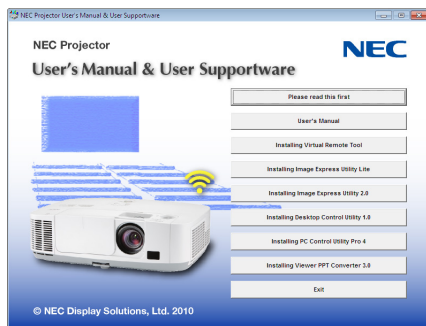 NEC Projector User's Manual & User Supportware
NEC Projector
NEC
User's Manual & User Supportware
Please read this first
User's Manual
Installing Virtual Remote Tool
Installing Image Express Utility Lite
Installing Image Express Utility 2.0
Installing Desktop Control Utility 1.0
Installing PC Control Utility Pro 4
Installing Viewer PPT Converter 3.0
Exit
© NEC Display Solutions, Ltd. 2010